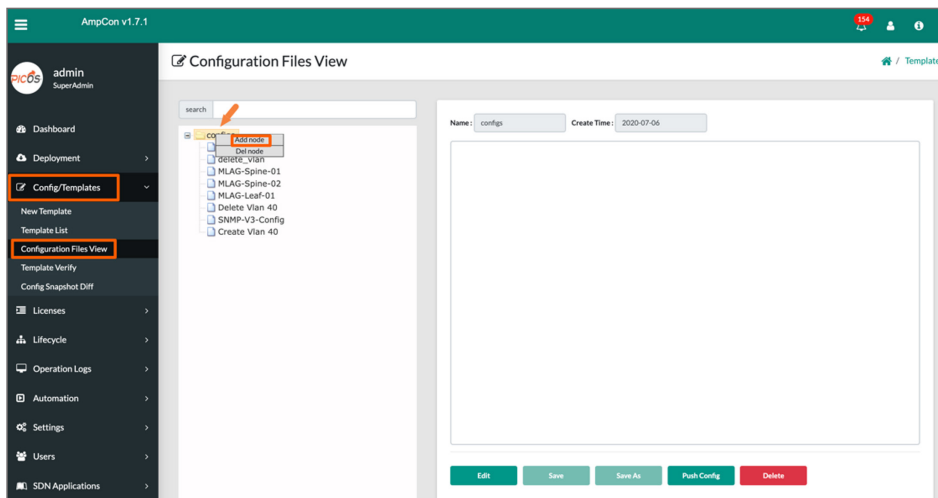 AmpCon v1.7.1
154
PICOS
admin
SuperAdmin
Configuration Files View
/ Template
Dashboard
Deployment
Config/Templates
New Template
Template List
Configuration Files View
Template Verify
Config Snapshot Diff
Licenses
Lifecycle
Operation Logs
Automation
Settings
Users
SDN Applications
search
Add node
Del node
delete_vlan
MLAG-Spine-01
MLAG-Spine-02
MLAG-Leaf-01
Delete Vlan 40
SNMP-V3-Config
Create Vlan 40
Name: configs Create Time: 2020-07-06
Edit Save Save As Push Config Delete